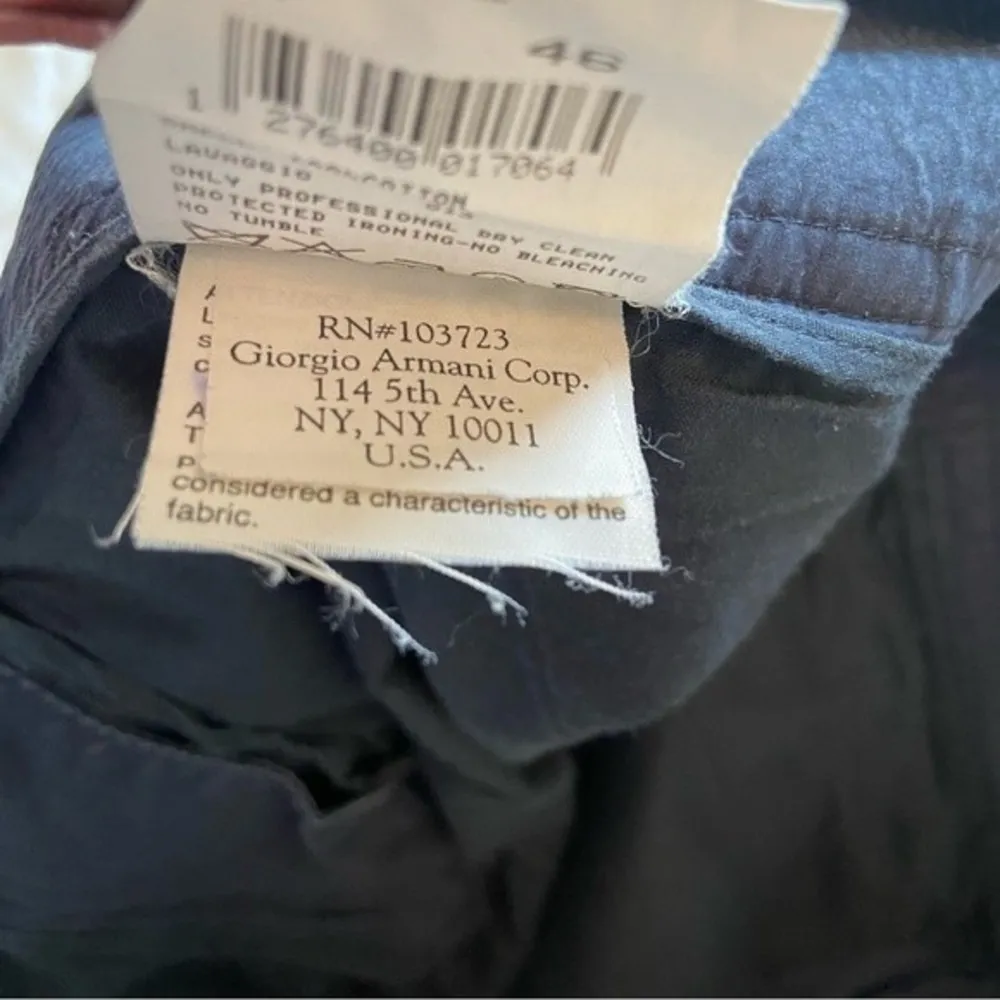 46
1
276400 017064
LAVAGGIO
ONLY PROFESSIONAL DRY CLEAN
PROTECTED IRONING-NO BLEACHING
NO TUMBLE
RN#103723
Giorgio Armani Corp.
114 5th Ave.
NY, NY 10011
U.S.A.
A
L
s
c
A
T
P
considered a characteristic of the
fabric.